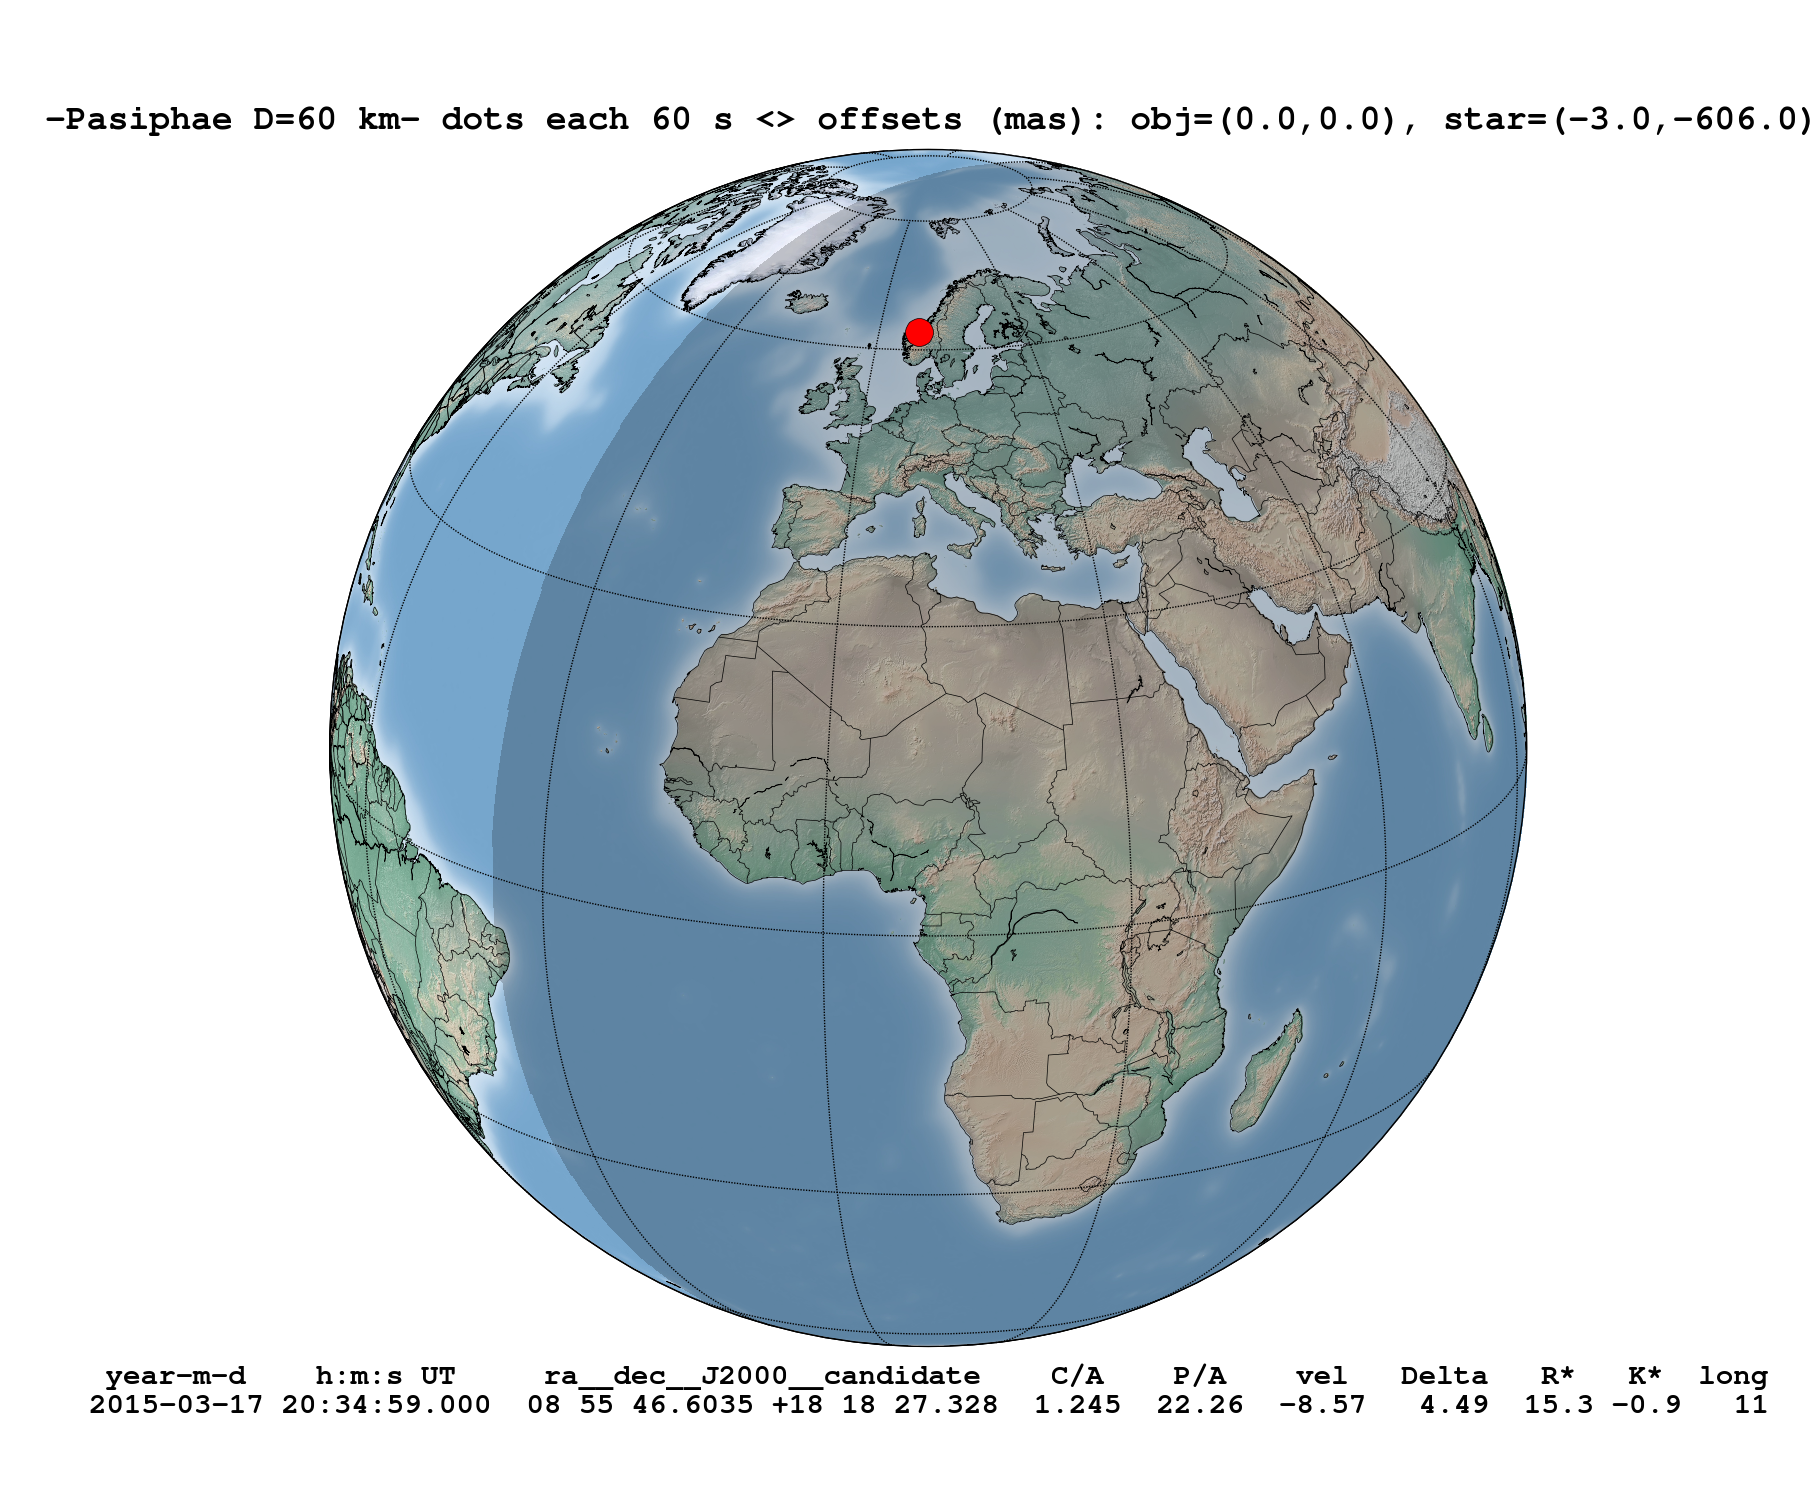 -Pasiphae D=60 km- dots each 60 s <> offsets (mas): obj=(0.0,0.0), star=(-3.0,-606.0)
year-m-d h:m:s UT ra__dec__J2000__candidate C/A P/A vel Delta R* K* long
2015-03-17 20:34:59.000 08 55 46.6035 +18 18 27.328 1.245 22.26 -8.57 4.49 15.3 -0.9 11